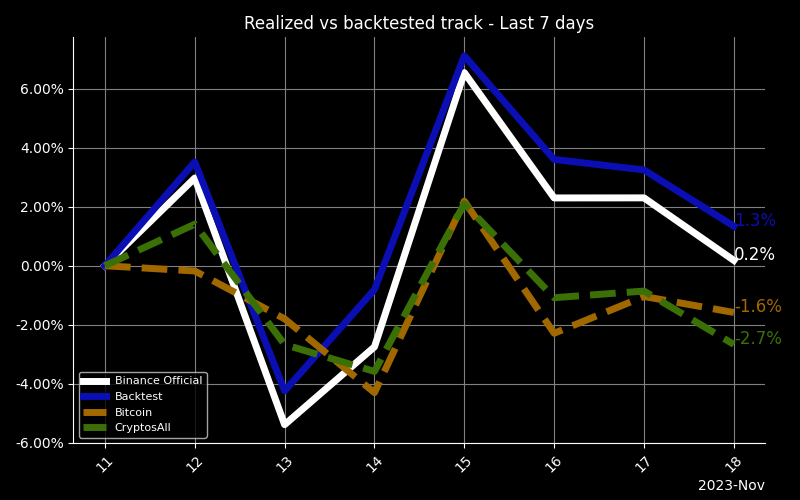 Realized vs backtested track - Last 7 days
6.00%
4.00%
2.00%
0.00%
-2.00%
-4.00%
-6.00%
1.3%
0.2%
-1.6%
-2.7%
Binance Official
Backtest
Bitcoin
CryptosAll
11 12 13 14 15 16 17 18
2023-Nov